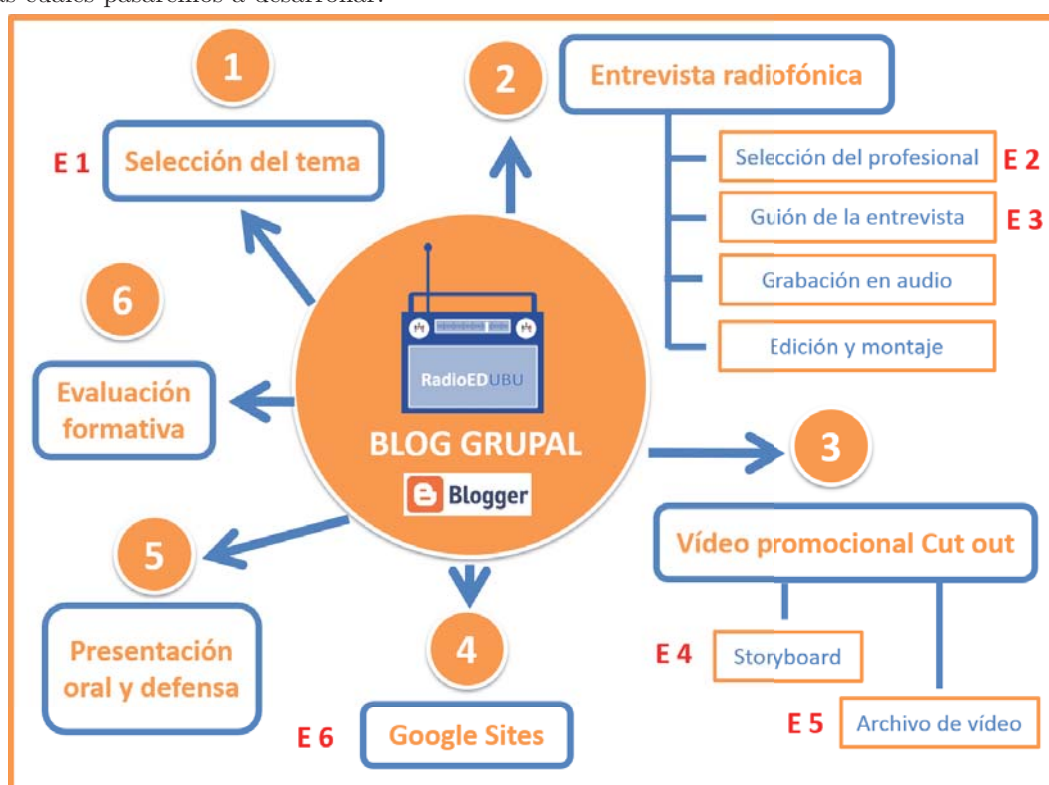 1
E 1
Selección del tema
2
Entrevista radiofónica
Selección del profesional
E 2
Guión de la entrevista
E 3
Grabación en audio
Edición y montaje
6
Evaluación
formativa
RadioEDUBU
BLOG GRUPAL
Blogger
3
Vídeo promocional Cut out
E 4
Storyboard
E 5
Archivo de vídeo
5
Presentación
oral y defensa
4
E 6
Google Sites